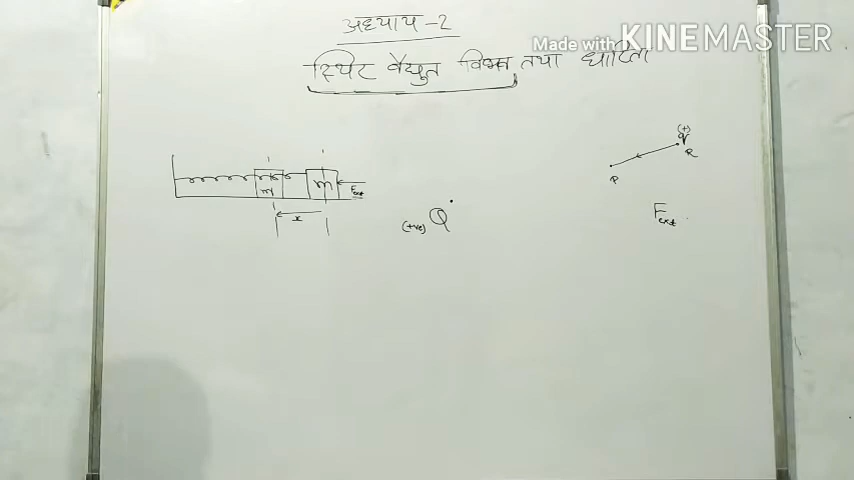 अध्याय-2
Made with KINEMASTER
स्थिर वैद्युत विभव तथा धारिता
m
m
Fext
x
(+ve) Q
(+)
q
R
P
Fext